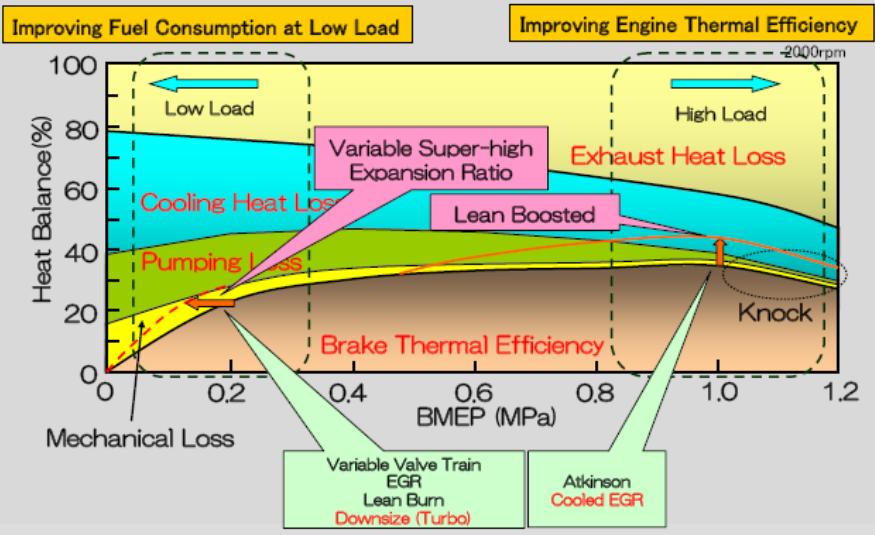 Improving Fuel Consumption at Low Load
Improving Engine Thermal Efficiency
2000rpm
100
80
60
40
20
0
Heat Balance(%)
Low Load
High Load
Variable Super-high
Expansion Ratio
Exhaust Heat Loss
Cooling Heat Loss
Lean Boosted
Pumping Loss
Knock
Brake Thermal Efficiency
0
0.2
0.4
0.6
0.8
1.0
1.2
BMEP (MPa)
Mechanical Loss
Variable Valve Train
EGR
Lean Burn
Downsize (Turbo)
Atkinson
Cooled EGR